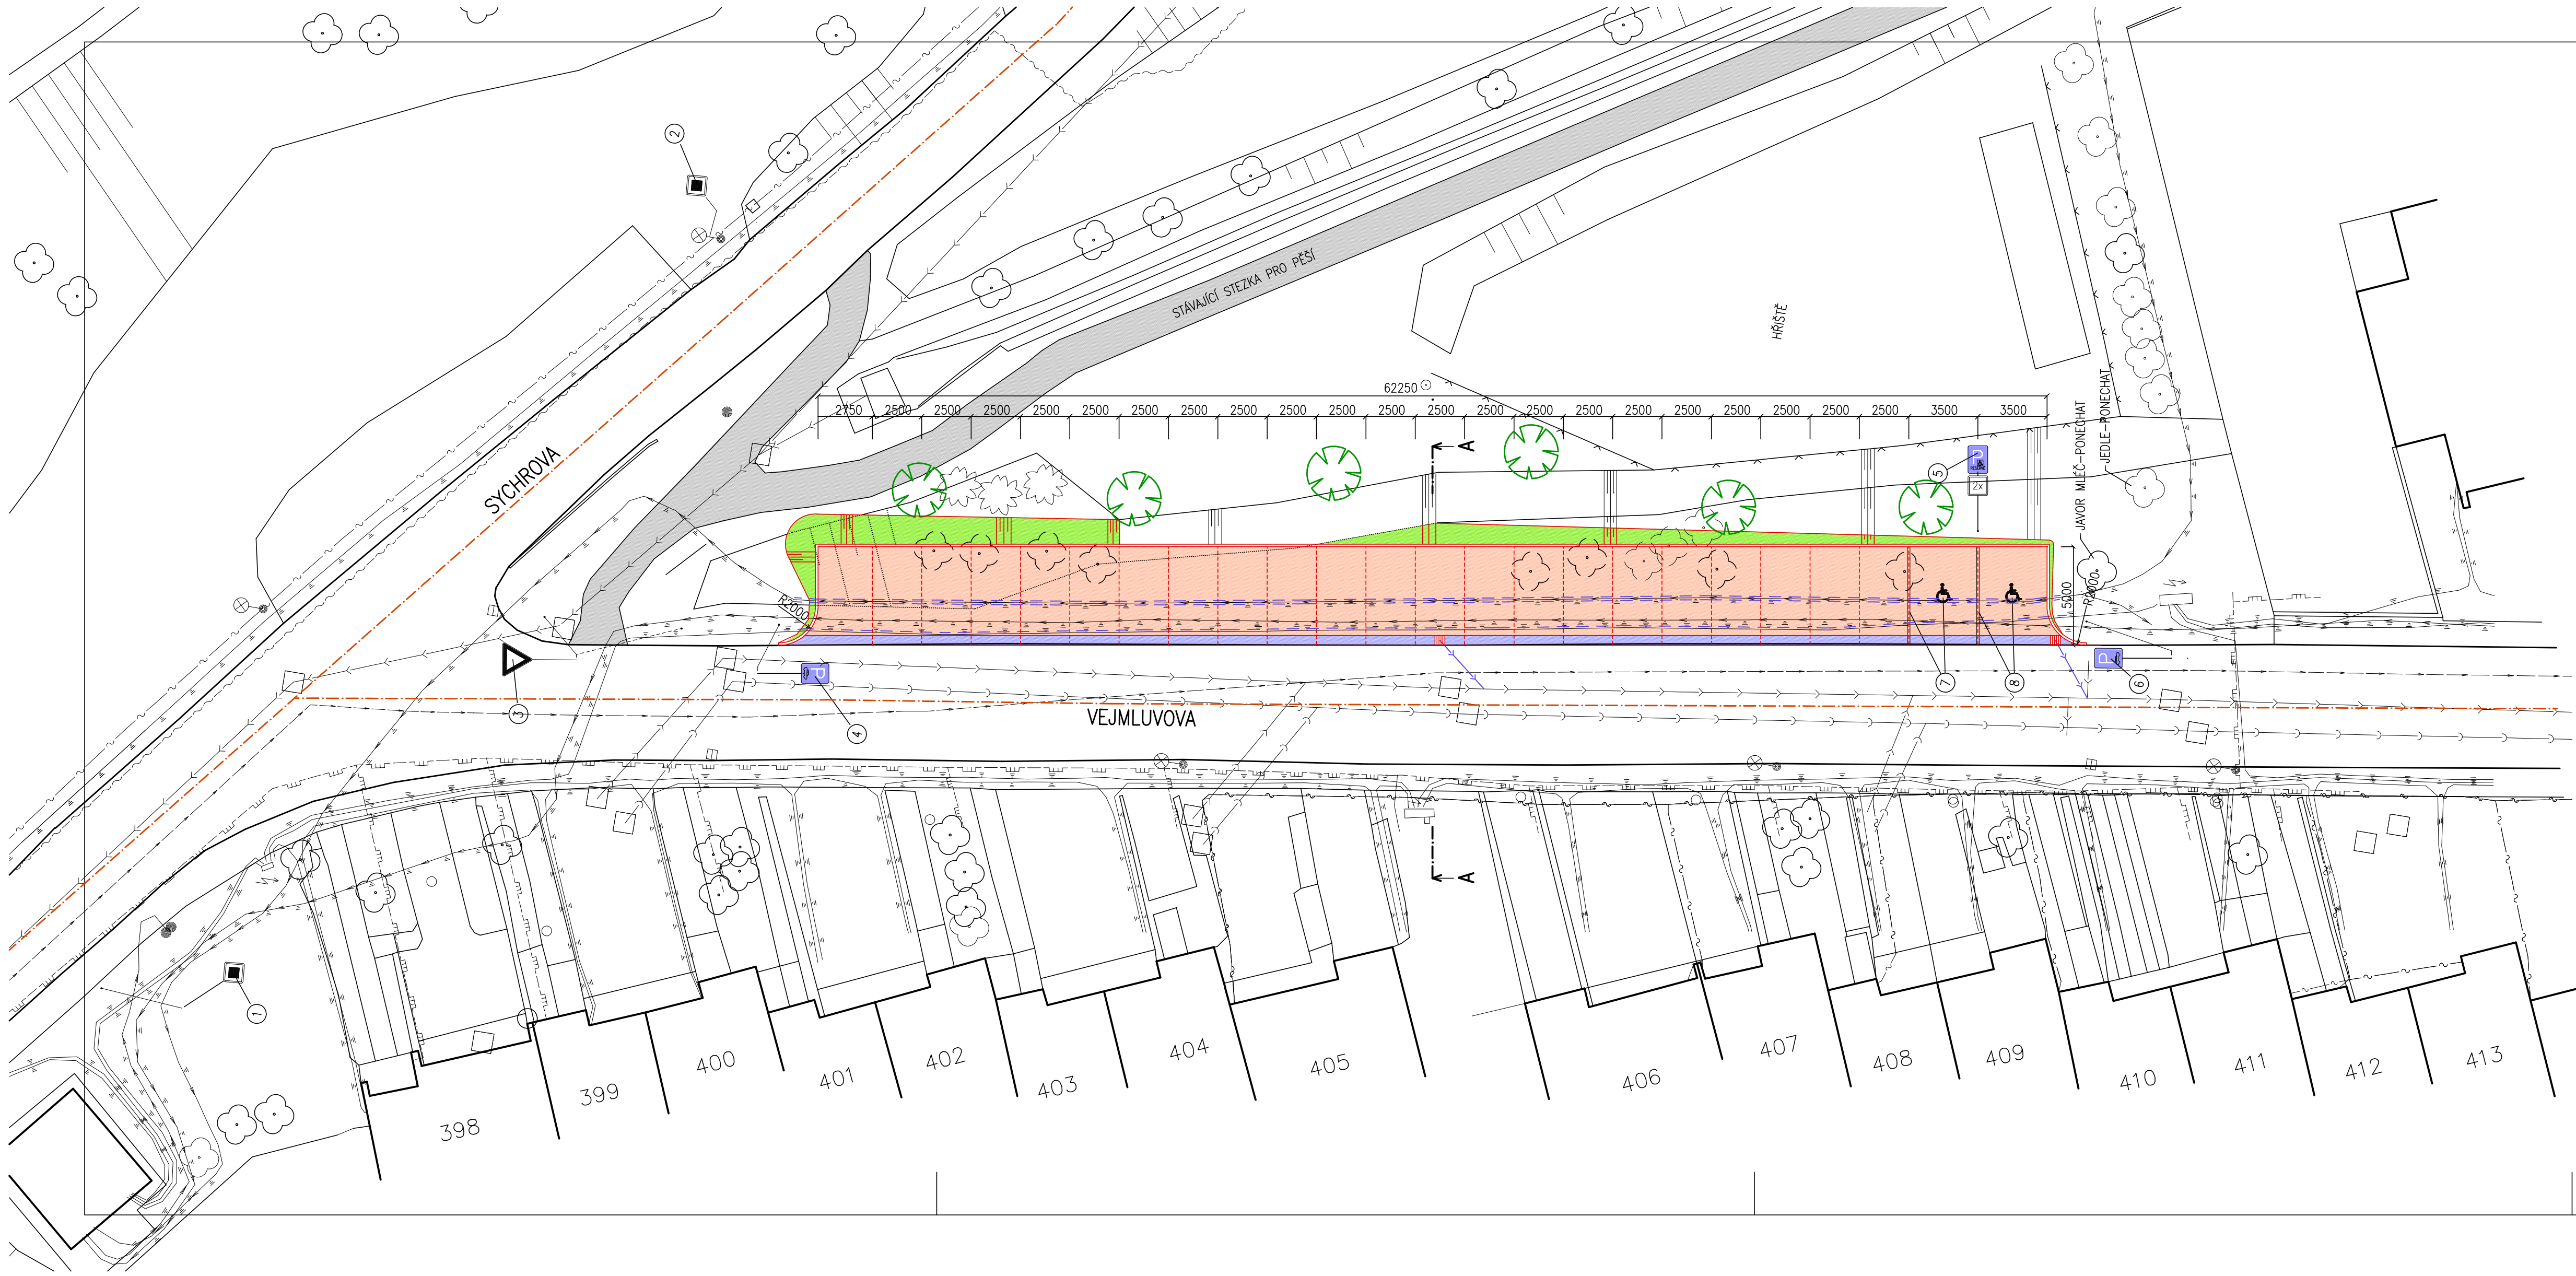 2
STÁVAJÍCÍ STEZKA PRO PĚŠÍ
HŘIŠTĚ
62250
2750 2500 2500 2500 2500 2500 2500 2500 2500 2500 2500 2500 2500 2500 2500 2500 2500 2500 2500 2500 2500 2500 3500 3500
SYCHROVA
A
JAVOR MLÉČ-PONECHAT
JEDLE-PONECHAT
5
P
RESERVÉ
2x
R2000
5000
R2000
3
P
4
7
8
P
6
VEJMLUVOVA
A
1
398
399
400
401
402
403
404
405
406
407
408
409
410
411
412
413